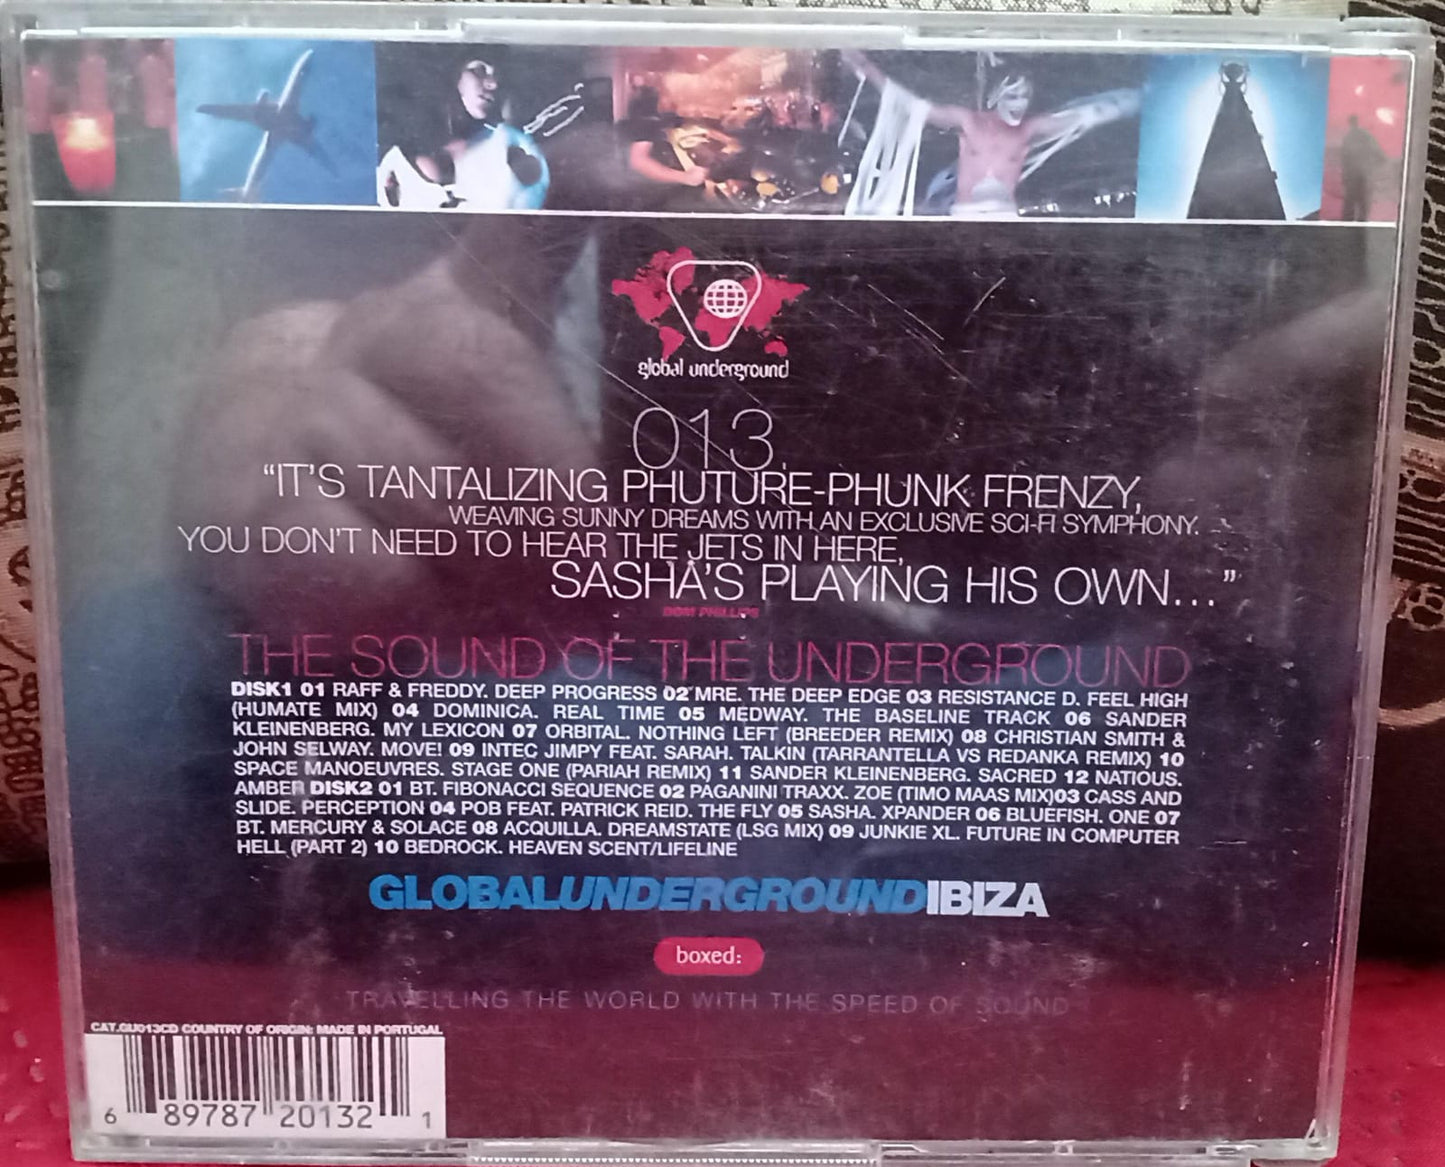 global underground
013.
“IT'S TANTALIZING PHUTURE-PHUNK FRENZY,
WEAVING SUNNY DREAMS WITH AN EXCLUSIVE SCI-FI SYMPHONY.
YOU DON'T NEED TO HEAR THE JETS IN HERE,
SASHA'S PLAYING HIS OWN...”
DOM PHILLIPS
THE SOUND OF THE UNDERGROUND
DISK1 01 RAFF & FREDDY. DEEP PROGRESS 02 MRE. THE DEEP EDGE 03 RESISTANCE D. FEEL HIGH
(HUMATE MIX) 04 DOMINICA. REAL TIME 05 MEDWAY. THE BASELINE TRACK 06 SANDER
KLEINENBERG. MY LEXICON 07 ORBITAL. NOTHING LEFT (BREEDER REMIX) 08 CHRISTIAN SMITH &
JOHN SELWAY. MOVE! 09 INTEC JIMPY FEAT. SARAH. TALKIN (TARRANTELLA VS REDANKA REMIX) 10
SPACE MANOEUVRES. STAGE ONE (PARIAH REMIX) 11 SANDER KLEINENBERG. SACRED 12 NATIOUS.
AMBER DISK2 01 BT. FIBONACCI SEQUENCE 02 PAGANINI TRAXX. ZOE (TIMO MAAS MIX)03 CASS AND
SLIDE. PERCEPTION 04 POB FEAT. PATRICK REID. THE FLY 05 SASHA. XPANDER 06 BLUEFISH. ONE 07
BT. MERCURY & SOLACE 08 ACQUILLA. DREAMSTATE (LSG MIX) 09 JUNKIE XL. FUTURE IN COMPUTER
HELL (PART 2) 10 BEDROCK. HEAVEN SCENT/LIFELINE
GLOBALUNDERGROUNDIBIZA
boxed:
TRAVELLING THE WORLD WITH THE SPEED OF SOUND
CAT.GU013CD COUNTRY OF ORIGIN: MADE IN PORTUGAL
6 89787 20132 1